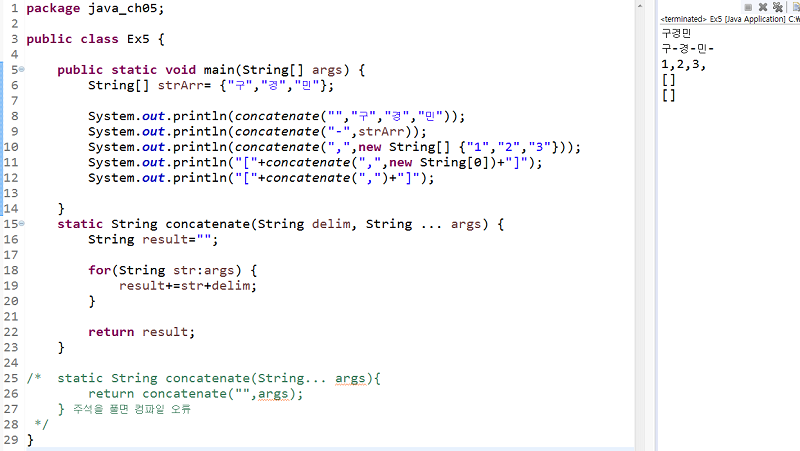 1 package java_ch05;
2
3 public class Ex5 {
4
5 public static void main(String[] args) {
6 String[] strArr= {"구","경","민"};
7
8 System.out.println(concatenate("","구","경","민"));
9 System.out.println(concatenate("-",strArr));
10 System.out.println(concatenate(",",new String[] {"1","2","3"}));
11 System.out.println("["+concatenate(",",new String[0])+"]");
12 System.out.println("["+concatenate(",")+"]");
13
14 }
15 static String concatenate(String delim, String ... args) {
16 String result="";
17
18 for(String str:args) {
19 result+=str+delim;
20 }
21
22 return result;
23 }
24
25 /* static String concatenate(String... args){
26 return concatenate("",args);
27 } 주석을 풀면 컴파일 오류
28 */
29 }
<terminated> Ex5 [Java Application] C:₩
구경민
구-경-민-
1,2,3,
[]
[]